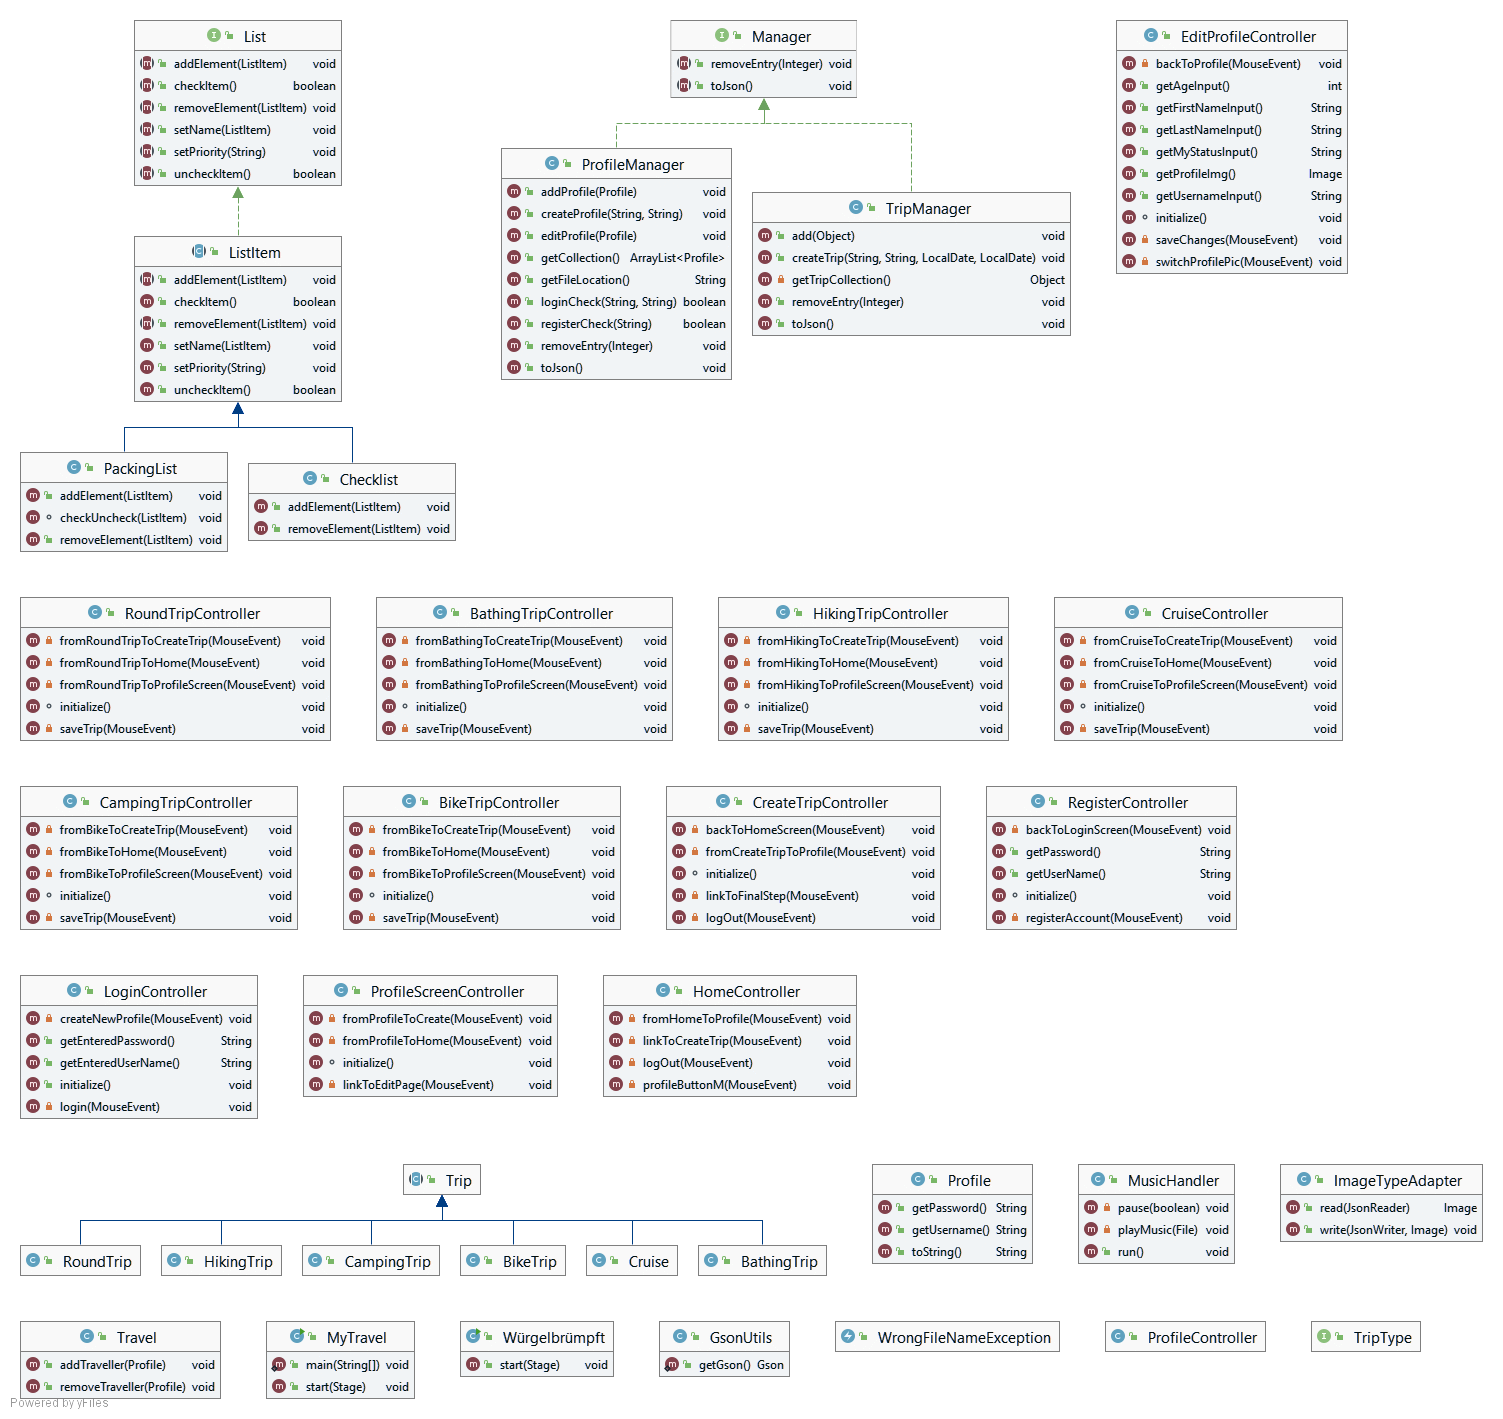 List
addElement(ListItem) void
checkItem() boolean
removeElement(ListItem) void
setName(ListItem) void
setPriority(String) void
uncheckItem() boolean
ListItem
addElement(ListItem) void
checkItem() boolean
removeElement(ListItem) void
setName(ListItem) void
setPriority(String) void
uncheckItem() boolean
PackingList
addElement(ListItem) void
checkUncheck(ListItem) void
removeElement(ListItem) void
Checklist
addElement(ListItem) void
removeElement(ListItem) void
Manager
removeEntry(Integer) void
toJson() void
ProfileManager
addProfile(Profile) void
createProfile(String, String) void
editProfile(Profile) void
getCollection() ArrayList<Profile>
getFileLocation() String
loginCheck(String, String) boolean
registerCheck(String) boolean
removeEntry(Integer) void
toJson() void
TripManager
add(Object) void
createTrip(String, String, LocalDate, LocalDate) void
getTripCollection() Object
removeEntry(Integer) void
toJson() void
EditProfileController
backToProfile(MouseEvent) void
getAgeInput() int
getFirstNameInput() String
getLastNameInput() String
getMyStatusInput() String
getProfileImg() Image
getUsernameInput() String
initialize() void
saveChanges(MouseEvent) void
switchProfilePic(MouseEvent) void
RoundTripController
fromRoundTripToCreateTrip(MouseEvent) void
fromRoundTripToHome(MouseEvent) void
fromRoundTripToProfileScreen(MouseEvent) void
initialize() void
saveTrip(MouseEvent) void
BathingTripController
fromBathingToCreateTrip(MouseEvent) void
fromBathingToHome(MouseEvent) void
fromBathingToProfileScreen(MouseEvent) void
initialize() void
saveTrip(MouseEvent) void
HikingTripController
fromHikingToCreateTrip(MouseEvent) void
fromHikingToHome(MouseEvent) void
fromHikingToProfileScreen(MouseEvent) void
initialize() void
saveTrip(MouseEvent) void
CruiseController
fromCruiseToCreateTrip(MouseEvent) void
fromCruiseToHome(MouseEvent) void
fromCruiseToProfileScreen(MouseEvent) void
initialize() void
saveTrip(MouseEvent) void
CampingTripController
fromBikeToCreateTrip(MouseEvent) void
fromBikeToHome(MouseEvent) void
fromBikeToProfileScreen(MouseEvent) void
initialize() void
saveTrip(MouseEvent) void
BikeTripController
fromBikeToCreateTrip(MouseEvent) void
fromBikeToHome(MouseEvent) void
fromBikeToProfileScreen(MouseEvent) void
initialize() void
saveTrip(MouseEvent) void
CreateTripController
backToHomeScreen(MouseEvent) void
fromCreateTripToProfile(MouseEvent) void
initialize() void
linkToFinalStep(MouseEvent) void
logOut(MouseEvent) void
RegisterController
backToLoginScreen(MouseEvent) void
getPassword() String
getUserName() String
initialize() void
registerAccount(MouseEvent) void
LoginController
createNewProfile(MouseEvent) void
getEnteredPassword() String
getEnteredUserName() String
initialize() void
login(MouseEvent) void
ProfileScreenController
fromProfileToCreate(MouseEvent) void
fromProfileToHome(MouseEvent) void
initialize() void
linkToEditPage(MouseEvent) void
HomeController
fromHomeToProfile(MouseEvent) void
linkToCreateTrip(MouseEvent) void
logOut(MouseEvent) void
profileButtonM(MouseEvent) void
Trip
RoundTrip
HikingTrip
CampingTrip
BikeTrip
Cruise
BathingTrip
Profile
getPassword() String
getUsername() String
toString() String
MusicHandler
pause(boolean) void
playMusic(File) void
run() void
ImageTypeAdapter
read(JsonReader) Image
write(JsonWriter, Image) void
Travel
addTraveller(Profile) void
removeTraveller(Profile) void
MyTravel
main(String[]) void
start(Stage) void
Würgelbrümpft
start(Stage) void
GsonUtils
getGson() Gson
WrongFileNameException
ProfileController
TripType
Powered by yFiles